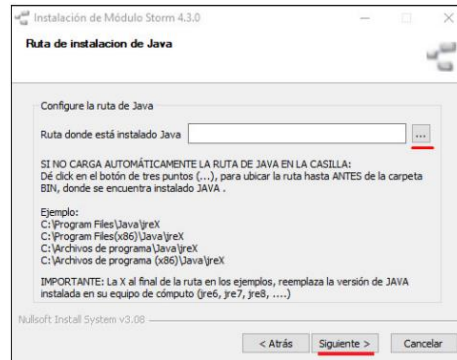 Instalación de Módulo Storm 4.3.0
Ruta de instalacion de Java
Configure la ruta de Java
Ruta donde está instalado Java
...
SI NO CARGA AUTOMÁTICAMENTE LA RUTA DE JAVA EN LA CASILLA:
Dé click en el botón de tres puntos (...), para ubicar la ruta hasta ANTES de la carpeta
BIN, donde se encuentra instalado JAVA .
Ejemplo:
C:\Program Files\Java\jreX
C:\Program Files(x86)\Java\jreX
C:\Archivos de programa\Java\jreX
C:\Archivos de programa (x86)\Java\jreX
IMPORTANTE: La X al final de la ruta en los ejemplos, reemplaza la versión de JAVA
instalada en su equipo de cómputo (jre6, jre7, jre8, ....)
Nullsoft Install System v3.08
< Atrás
Siguiente >
Cancelar